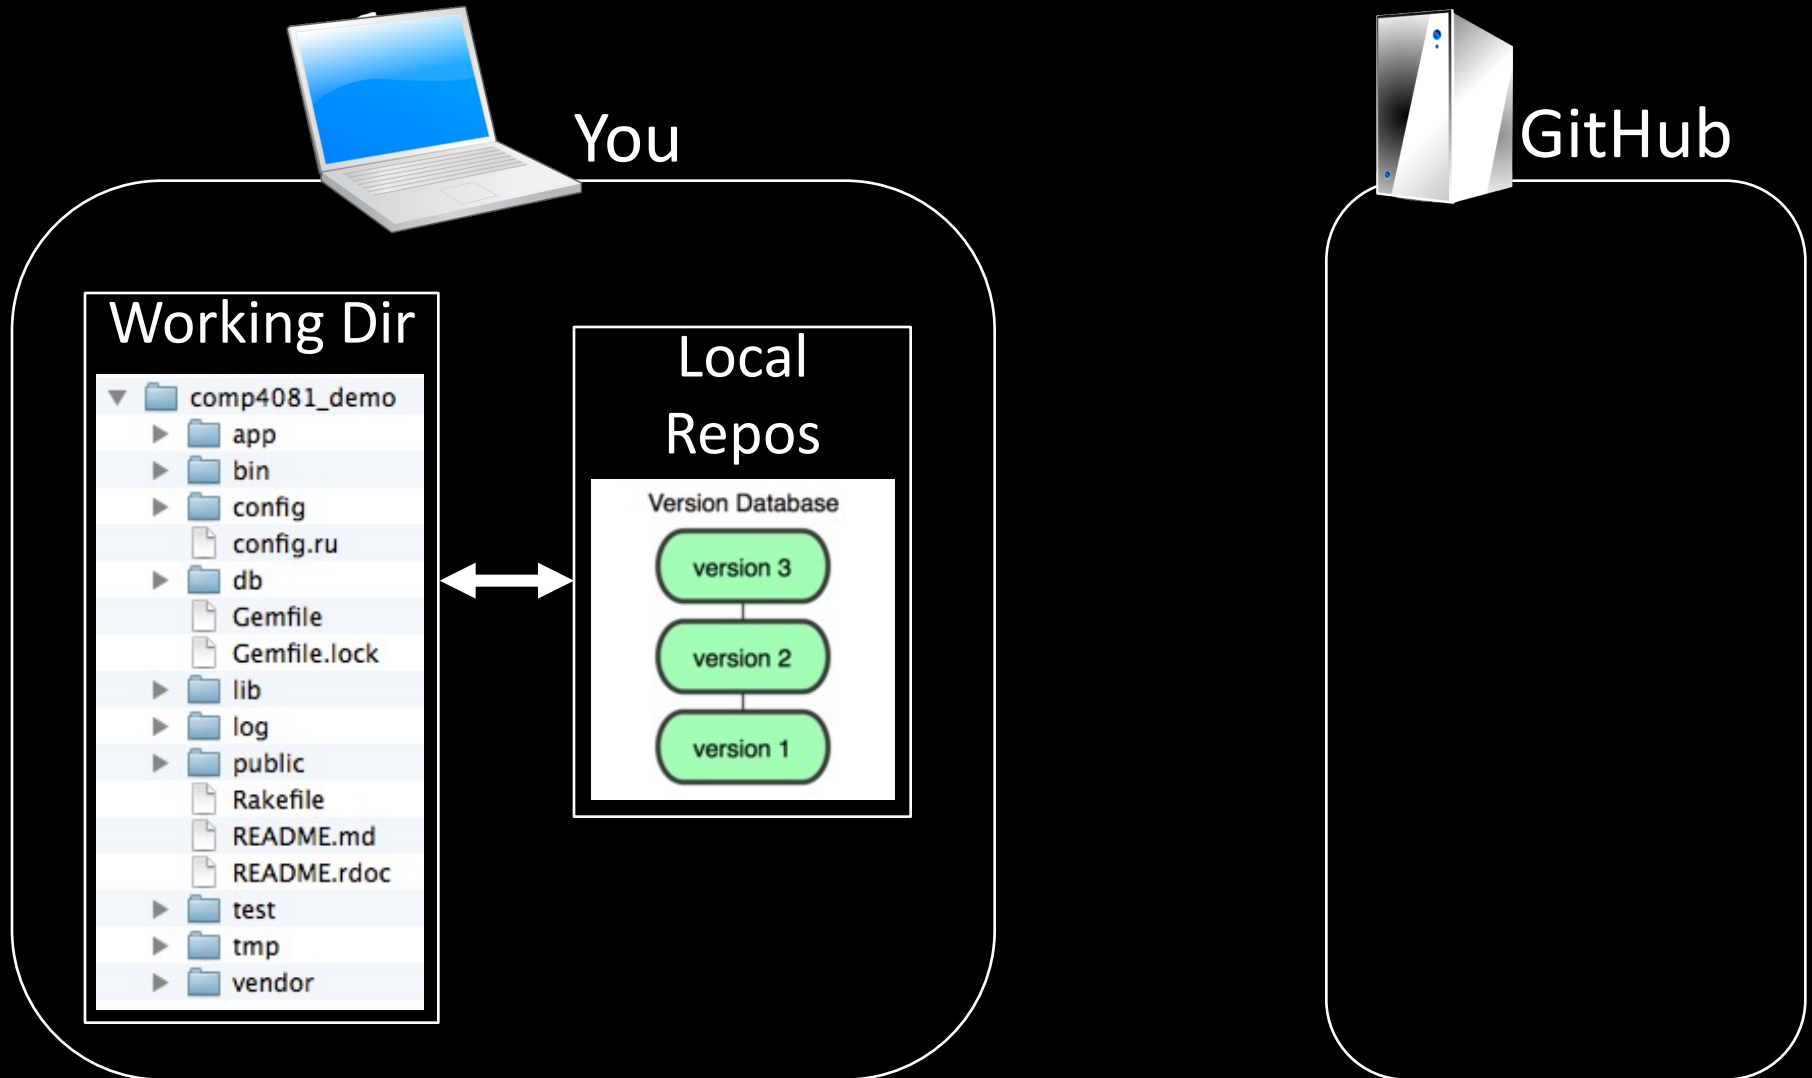 You
GitHub
Working Dir
comp4081_demo
app
bin
config
config.ru
db
Gemfile
Gemfile.lock
lib
log
public
Rakefile
README.md
README.rdoc
test
tmp
vendor
Local
Repos
Version Database
version 3
version 2
version 1